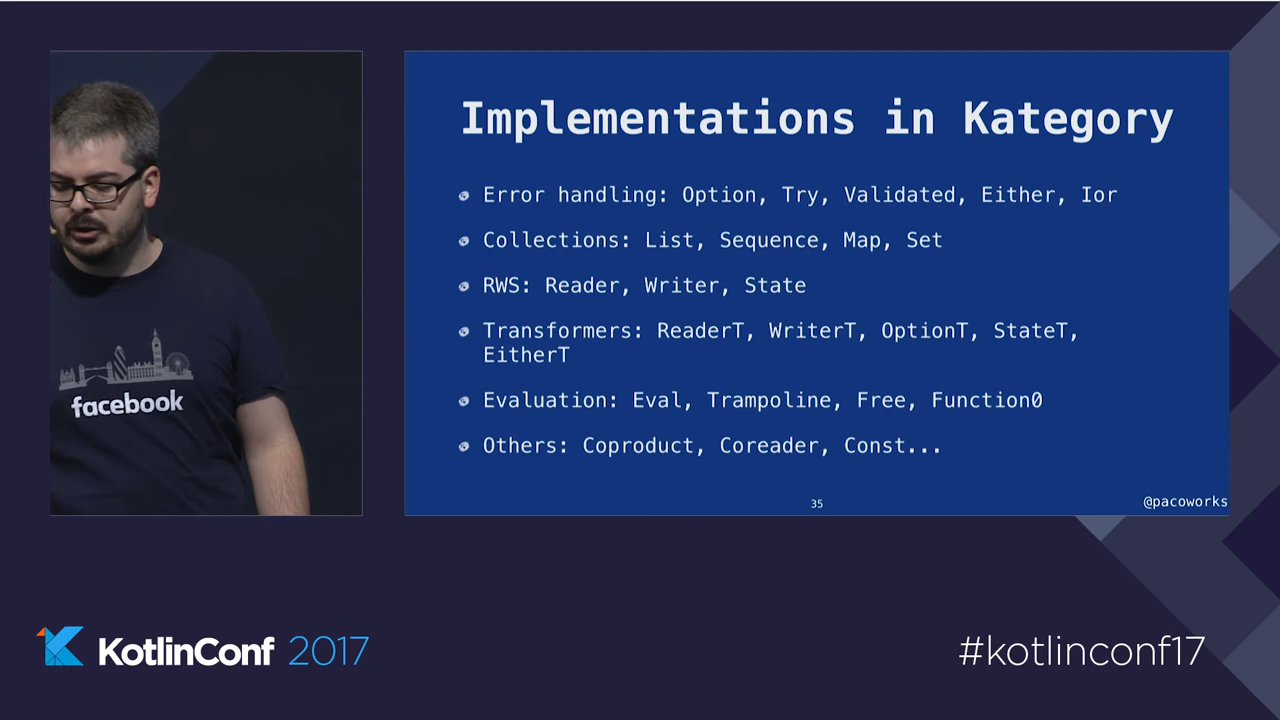 Implementations in Kategory
Error handling: Option, Try, Validated, Either, Ior
Collections: List, Sequence, Map, Set
RWS: Reader, Writer, State
Transformers: ReaderT, WriterT, OptionT, StateT,
EitherT
Evaluation: Eval, Trampoline, Free, Function0
Others: Coproduct, Coreader, Const...
35
@pacoworks
facebook
KotlinConf 2017
#kotlinconf17